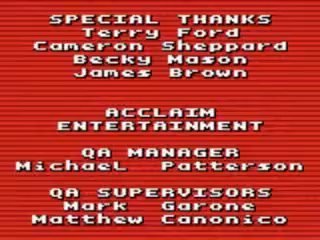 SPECIAL THANKS
Terry Ford
Cameron Sheppard
Becky Mason
James Brown
ACCLAIM
ENTERTAINMENT
QA MANAGER
Michael Patterson
QA SUPERVISORS
Mark Garone
Matthew Canonico